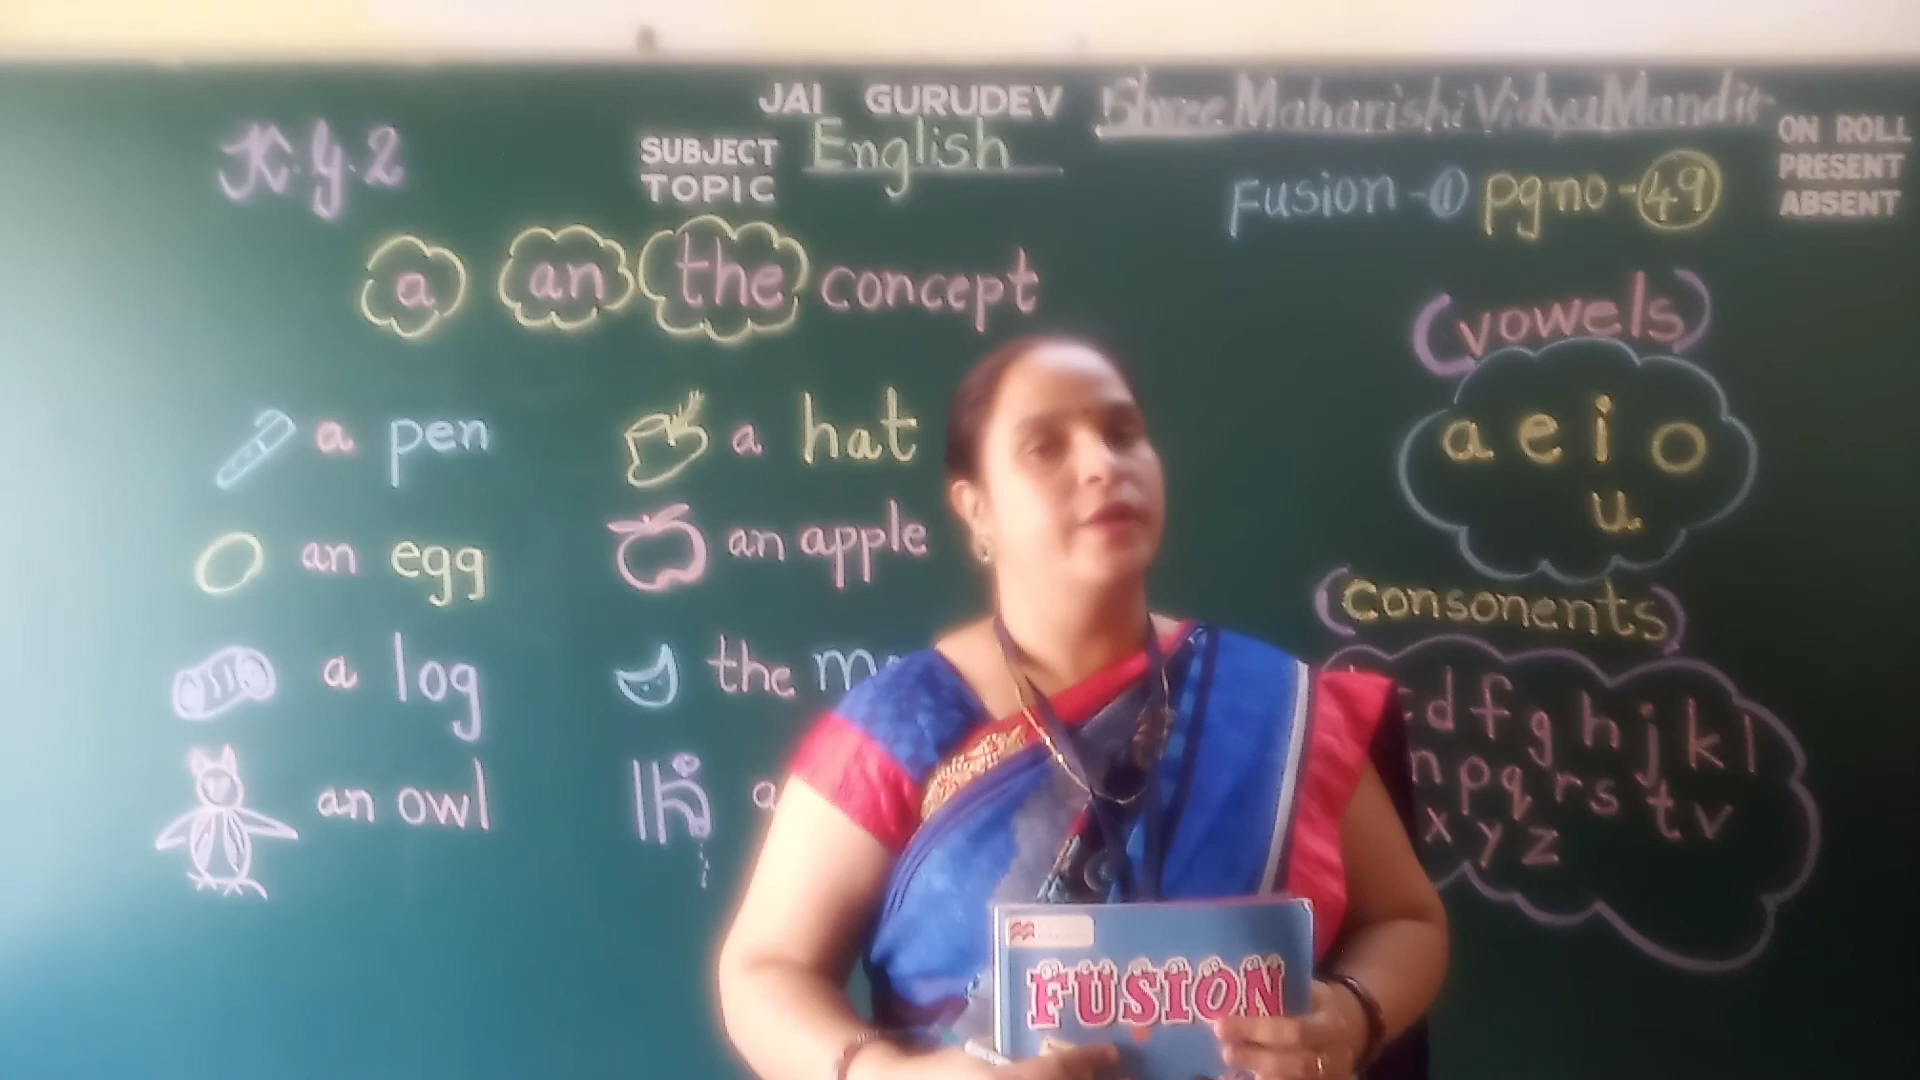 JAI GURUDEV
Shree Maharishi Vidya Mandir
K.G.2
SUBJECT English
TOPIC
ON ROLL
PRESENT
ABSENT
Fusion - 1 pg no - 49
a an the concept
(vowels)
a e i o
u
a pen
a hat
an egg
an apple
(consonents)
a log
the
d f g h j k l
n p q r s t v
x y z
an owl
FUSION